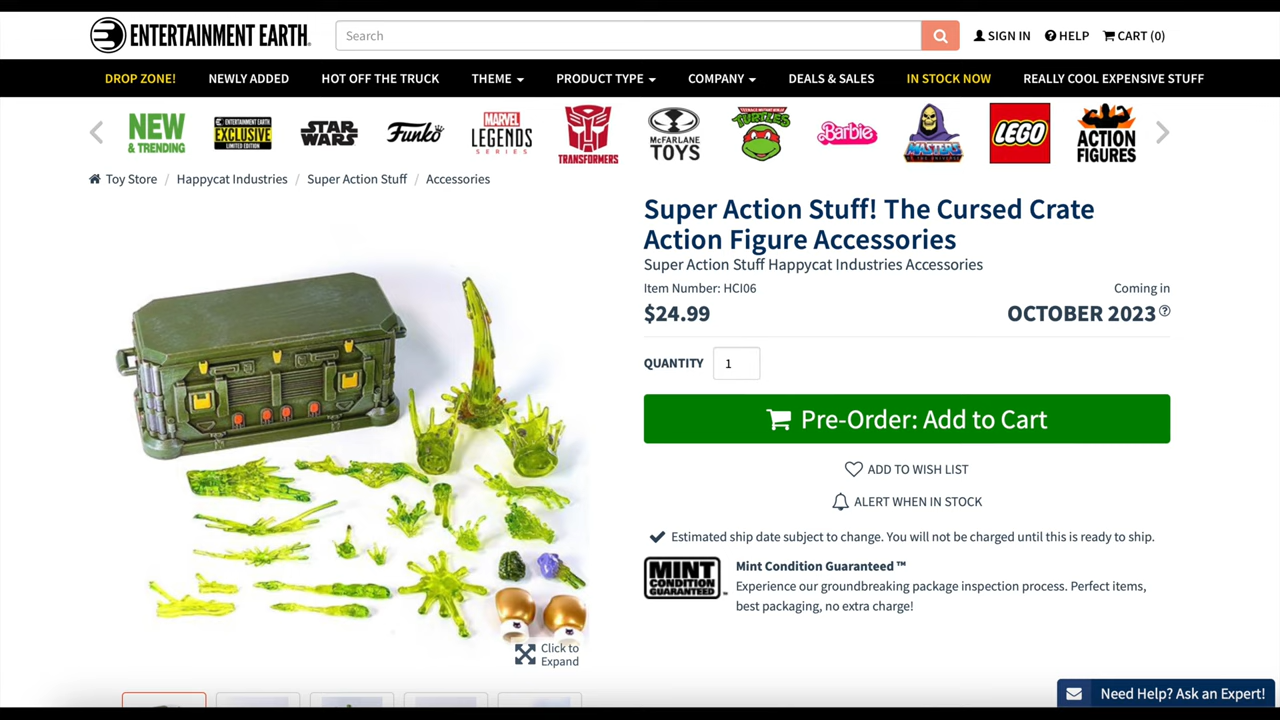 ENTERTAINMENT EARTH
Search
SIGN IN
HELP
CART (0)
DROP ZONE!
NEWLY ADDED
HOT OFF THE TRUCK
THEME
PRODUCT TYPE
COMPANY
DEALS & SALES
IN STOCK NOW
REALLY COOL EXPENSIVE STUFF
NEW
& TRENDING
ENTERTAINMENT EARTH
EXCLUSIVE
LIMITED EDITION
STAR
WARS
Funko
MARVEL
LEGENDS
SERIES
TRANSFORMERS
McFARLANE
TOYS
TEENAGE MUTANT NINJA
TURTLES
Barbie
MASTERS
OF THE UNIVERSE
LEGO
ACTION
FIGURES
Toy Store / Happycat Industries / Super Action Stuff / Accessories
Super Action Stuff! The Cursed Crate
Action Figure Accessories
Super Action Stuff Happycat Industries Accessories
Item Number: HCI06
Coming in
$24.99
OCTOBER 2023
QUANTITY
1
Pre-Order: Add to Cart
ADD TO WISH LIST
ALERT WHEN IN STOCK
Estimated ship date subject to change. You will not be charged until this is ready to ship.
MINT
CONDITION
GUARANTEED
Mint Condition Guaranteed ™
Experience our groundbreaking package inspection process. Perfect items,
best packaging, no extra charge!
Click to
Expand
Need Help? Ask an Expert!